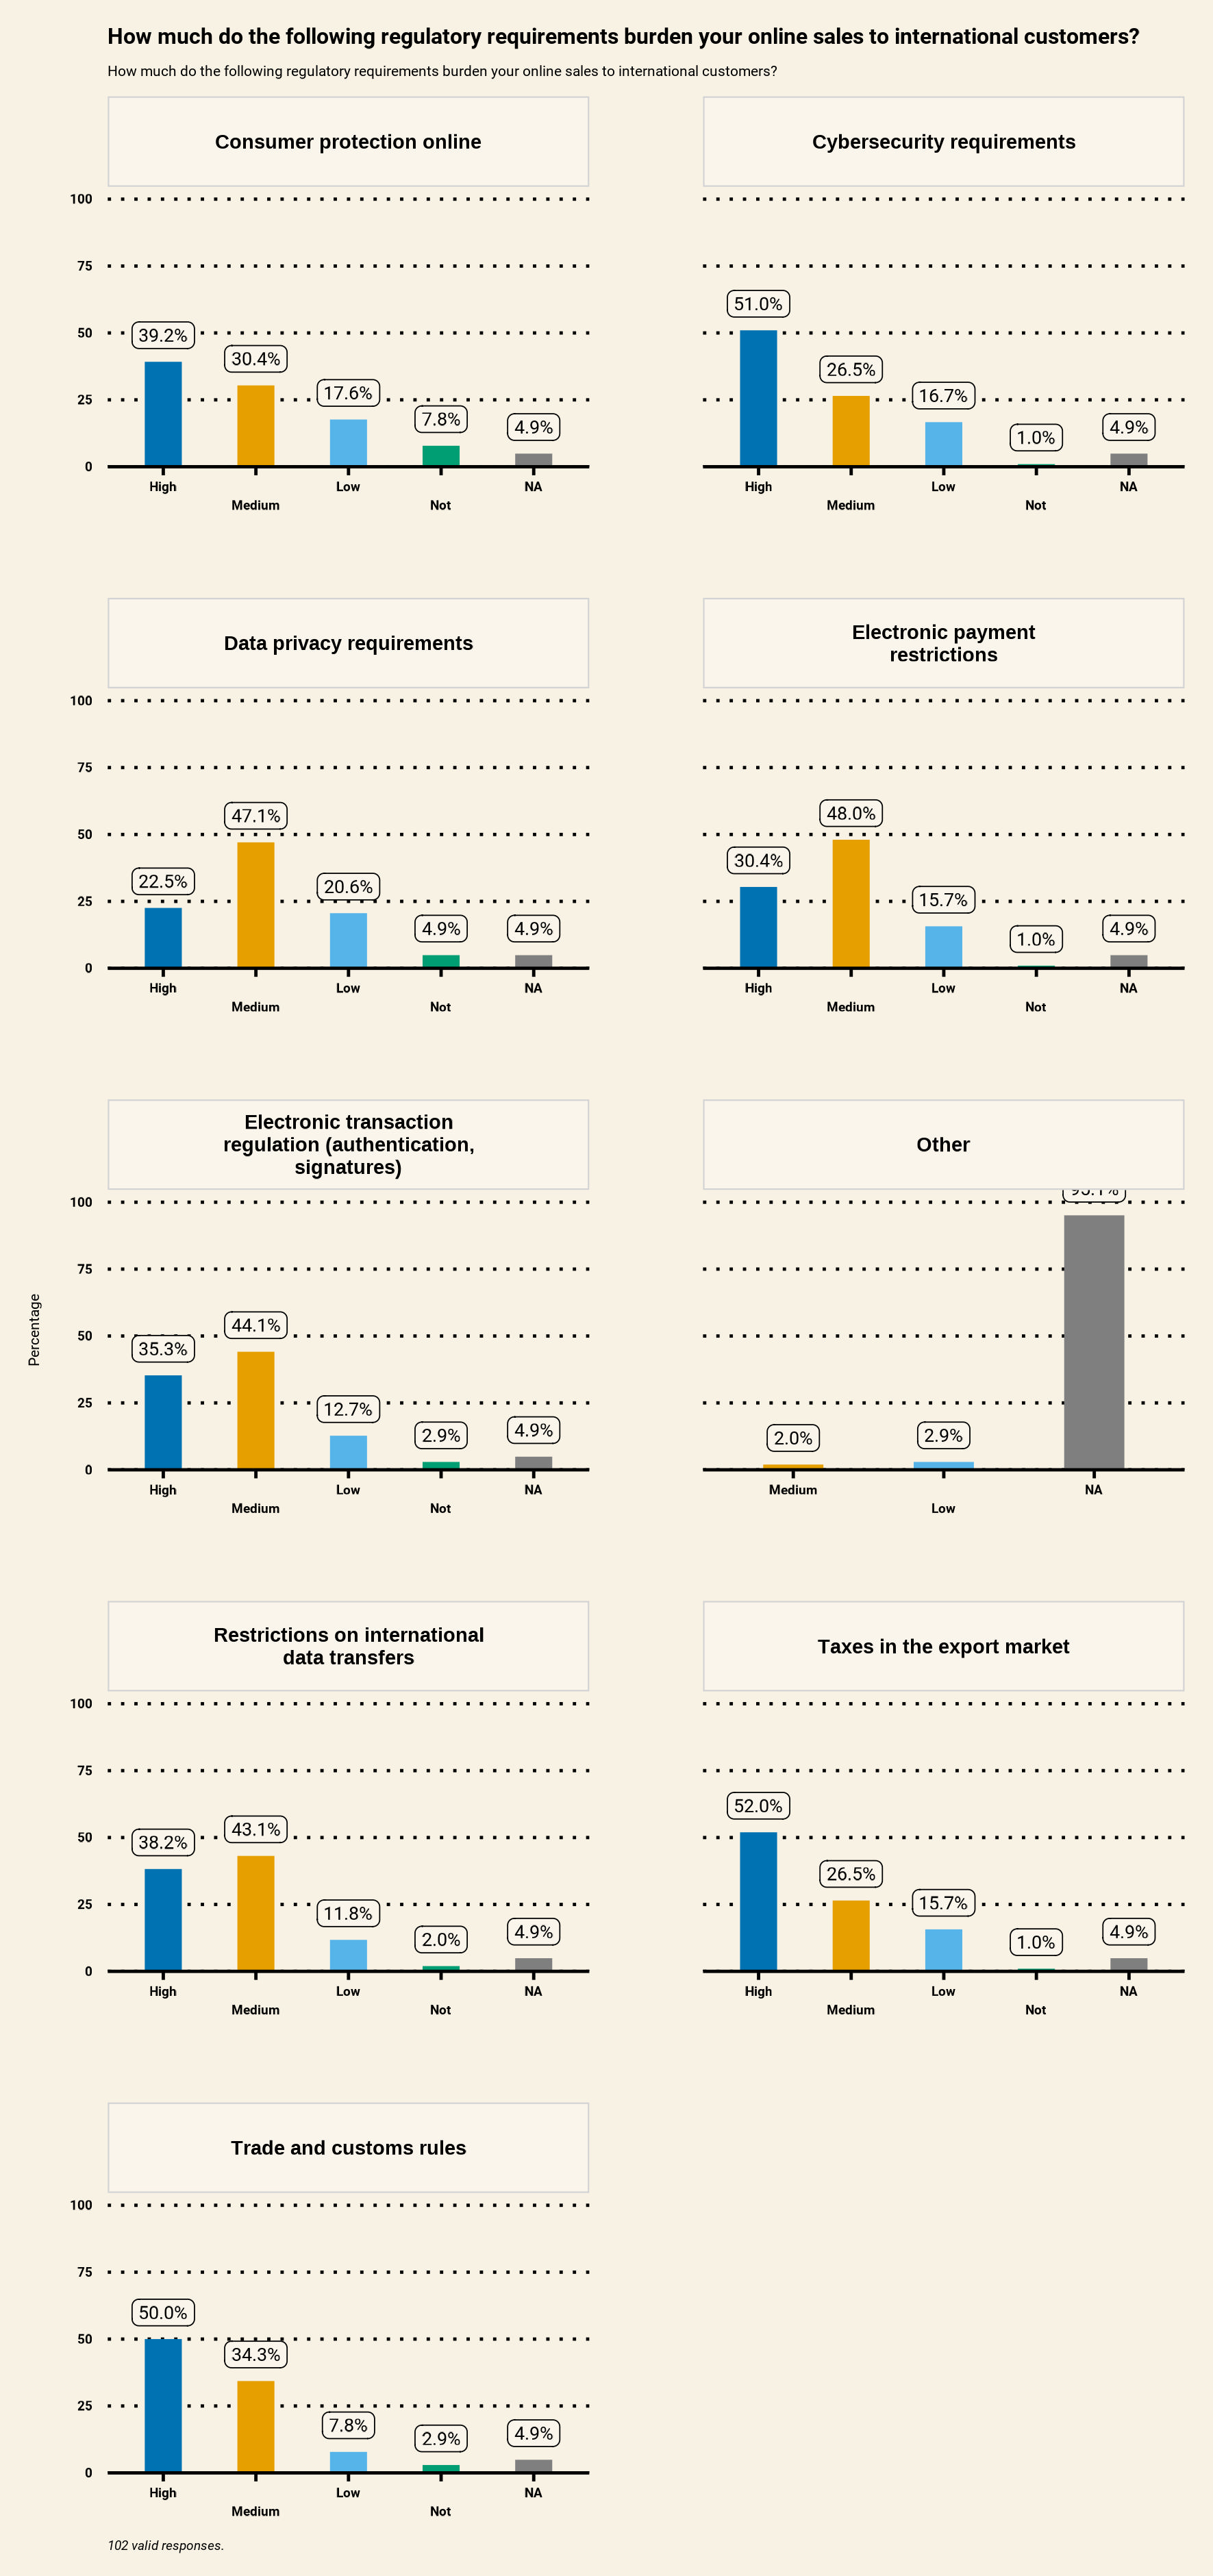 How much do the following regulatory requirements burden your online sales to international customers?
How much do the following regulatory requirements burden your online sales to international customers?
Consumer protection online
100
75
50
25
0
39.2%
30.4%
17.6%
7.8%
4.9%
High
Medium
Low
Not
NA
Cybersecurity requirements
51.0%
26.5%
16.7%
1.0%
4.9%
High
Medium
Low
Not
NA
Data privacy requirements
100
75
50
25
0
22.5%
47.1%
20.6%
4.9%
4.9%
High
Medium
Low
Not
NA
Electronic payment
restrictions
30.4%
48.0%
15.7%
1.0%
4.9%
High
Medium
Low
Not
NA
Percentage
Electronic transaction
regulation (authentication,
signatures)
100
75
50
25
0
35.3%
44.1%
12.7%
2.9%
4.9%
High
Medium
Low
Not
NA
Other
2.0%
2.9%
Medium
Low
NA
Restrictions on international
data transfers
100
75
50
25
0
38.2%
43.1%
11.8%
2.0%
4.9%
High
Medium
Low
Not
NA
Taxes in the export market
52.0%
26.5%
15.7%
1.0%
4.9%
High
Medium
Low
Not
NA
Trade and customs rules
100
75
50
25
0
50.0%
34.3%
7.8%
2.9%
4.9%
High
Medium
Low
Not
NA
102 valid responses.